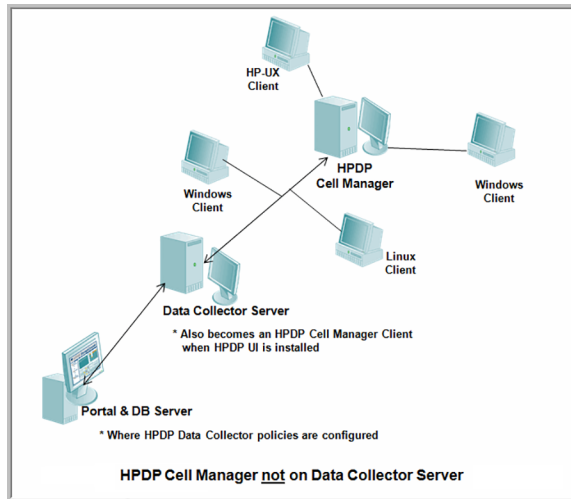 HP-UX
Client
HPDP
Cell Manager
Windows
Client
Windows
Client
Linux
Client
Data Collector Server
* Also becomes an HPDP Cell Manager Client
when HPDP UI is installed
Portal & DB Server
* Where HPDP Data Collector policies are configured
HPDP Cell Manager not on Data Collector Server